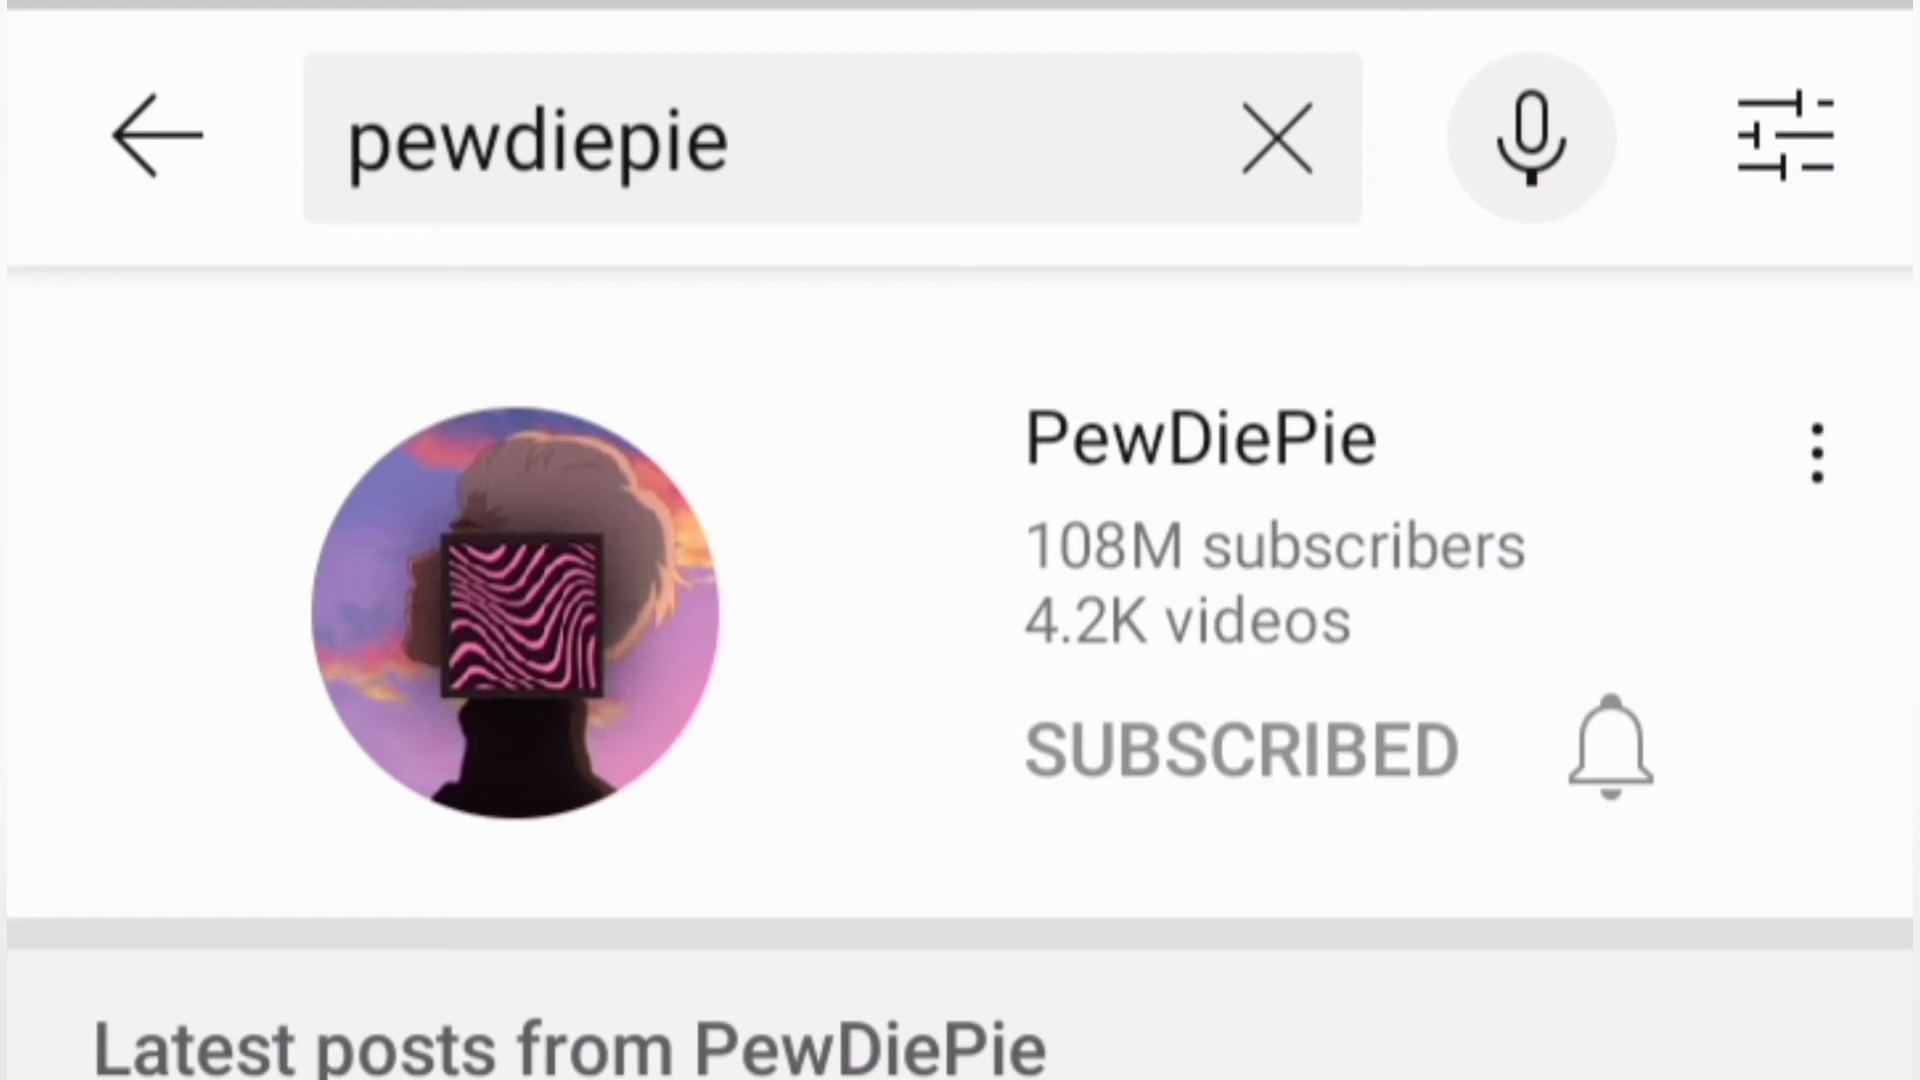 pewdiepie
PewDiePie
108M subscribers
4.2K videos
SUBSCRIBED
Latest posts from PewDiePie